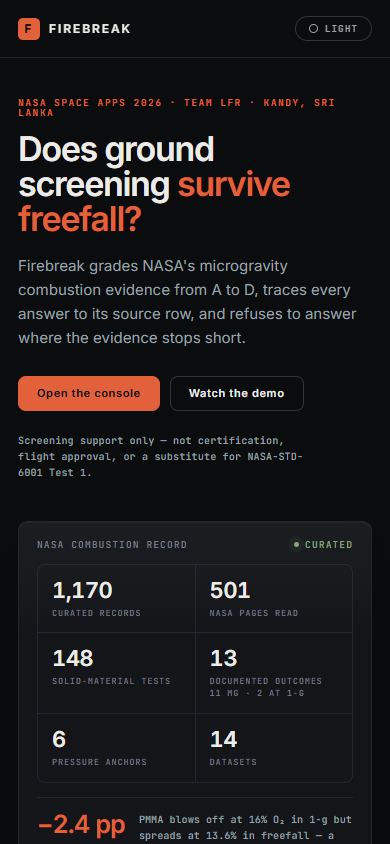 F FIREBREAK
LIGHT
NASA SPACE APPS 2026 · TEAM LFR · KANDY, SRI
LANKA
Does ground
screening survive
freefall?
Firebreak grades NASA's microgravity
combustion evidence from A to D, traces every
answer to its source row, and refuses to answer
where the evidence stops short.
Open the console
Watch the demo
Screening support only — not certification,
flight approval, or a substitute for NASA-STD-
6001 Test 1.
NASA COMBUSTION RECORD
CURATED
1,170
CURATED RECORDS
501
NASA PAGES READ
148
SOLID-MATERIAL TESTS
13
DOCUMENTED OUTCOMES
11 MG · 2 AT 1-G
6
PRESSURE ANCHORS
14
DATASETS
−2.4 pp
PMMA blows off at 16% O₂ in 1-g but
spreads at 13.6% in freefall — a